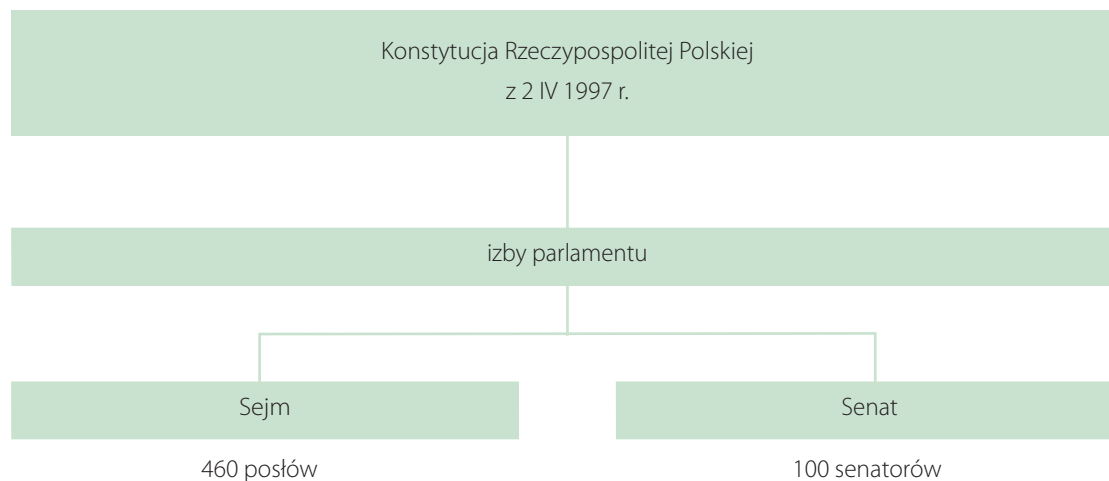 Konstytucja Rzeczypospolitej Polskiej
z 2 IV 1997 r.
izby parlamentu
Sejm
Senat
460 posłów
100 senatorów